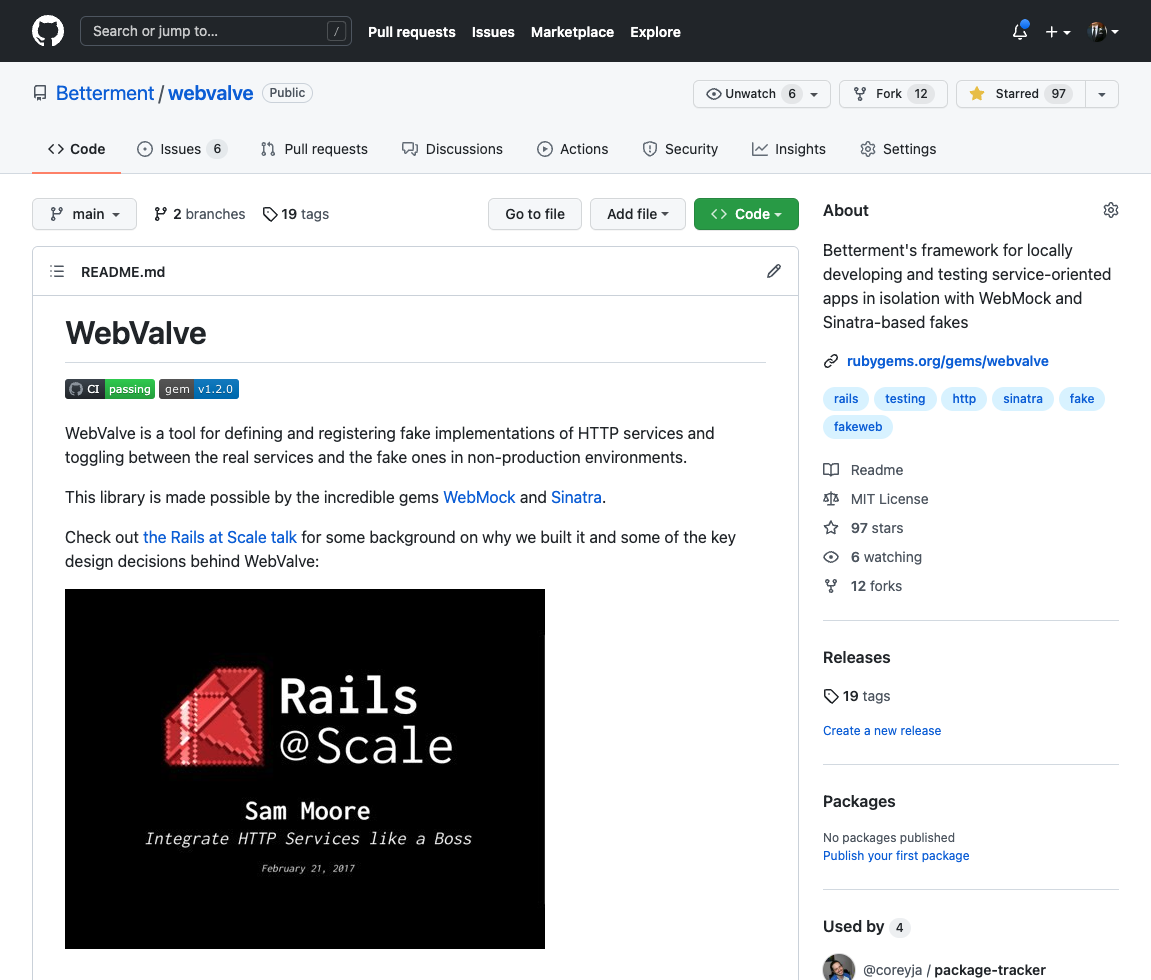 Search or jump to... /
Pull requests Issues Marketplace Explore
Betterment / webvalve Public
Unwatch 6 Fork 12 Starred 97
Code Issues 6 Pull requests Discussions Actions Security Insights Settings
main 2 branches 19 tags Go to file Add file Code
README.md
WebValve
CI passing gem v1.2.0
WebValve is a tool for defining and registering fake implementations of HTTP services and
toggling between the real services and the fake ones in non-production environments.
This library is made possible by the incredible gems WebMock and Sinatra.
Check out the Rails at Scale talk for some background on why we built it and some of the key
design decisions behind WebValve:
Rails
@Scale
Sam Moore
Integrate HTTP Services like a Boss
February 21, 2017
About
Betterment's framework for locally
developing and testing service-oriented
apps in isolation with WebMock and
Sinatra-based fakes
rubygems.org/gems/webvalve
rails testing http sinatra fake
fakeweb
Readme
MIT License
97 stars
6 watching
12 forks
Releases
19 tags
Create a new release
Packages
No packages published
Publish your first package
Used by 4
@coreyja / package-tracker